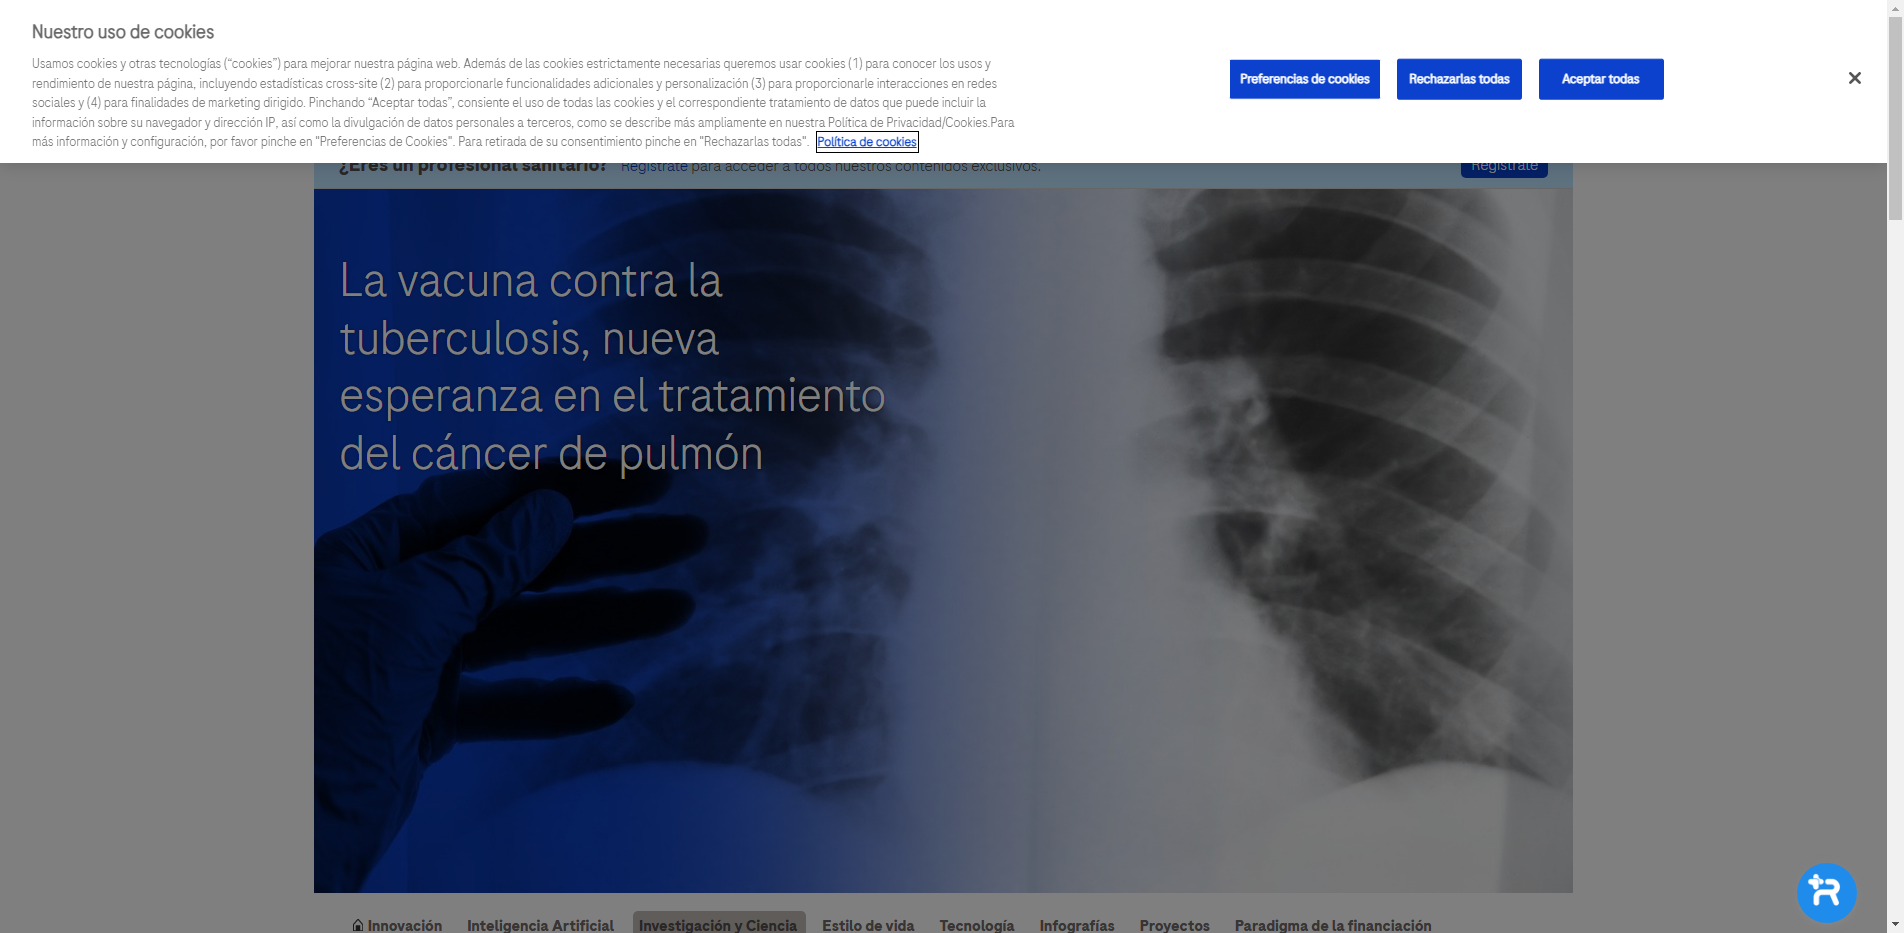 Nuestro uso de cookies
Usamos cookies y otras tecnologías (“cookies”) para mejorar nuestra página web. Además de las cookies estrictamente necesarias queremos usar cookies (1) para conocer los usos y
rendimiento de nuestra página, incluyendo estadísticas cross-site (2) para proporcionarle funcionalidades adicionales y personalización (3) para proporcionarle interacciones en redes
sociales y (4) para finalidades de marketing dirigido. Pinchando “Aceptar todas”, consiente el uso de todas las cookies y el correspondiente tratamiento de datos que puede incluir la
información sobre su navegador y dirección IP, así como la divulgación de datos personales a terceros, como se describe más ampliamente en nuestra Política de Privacidad/Cookies.Para
más información y configuración, por favor pinche en "Preferencias de Cookies". Para retirada de su consentimiento pinche en "Rechazarlas todas". Política de cookies
Preferencias de cookies
Rechazarlas todas
Aceptar todas
¿Eres un profesional sanitario? Regístrate para acceder a todos nuestros contenidos exclusivos.
Regístrate
La vacuna contra la
tuberculosis, nueva
esperanza en el tratamiento
del cáncer de pulmón
Innovación Inteligencia Artificial Investigación y Ciencia Estilo de vida Tecnología Infografías Proyectos Paradigma de la financiación